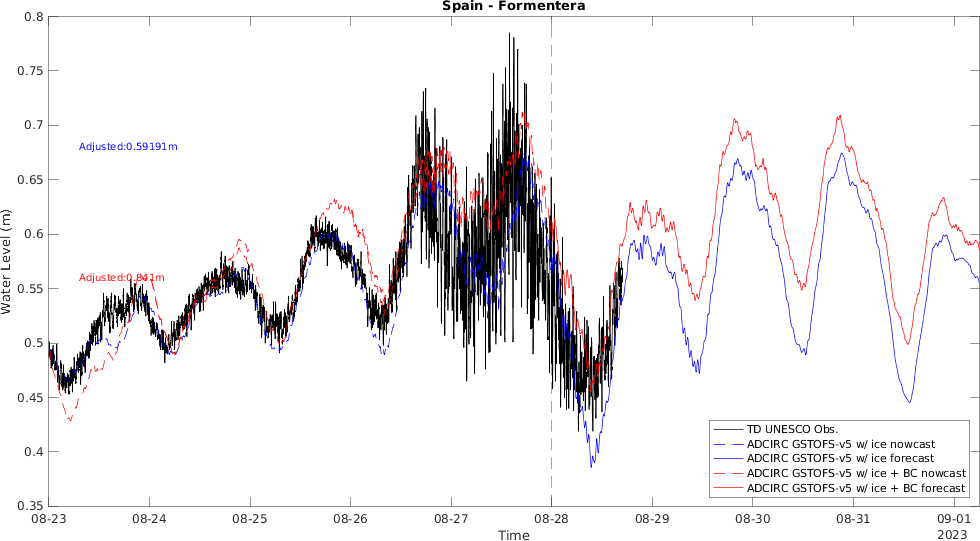 Spain - Formentera
0.8
0.75
0.7
0.65
0.6
0.55
0.5
0.45
0.4
0.35
Water Level (m)
Adjusted:0.59191m
Adjusted:0.841m
TD UNESCO Obs.
ADCIRC GSTOFS-v5 w/ ice nowcast
ADCIRC GSTOFS-v5 w/ ice forecast
ADCIRC GSTOFS-v5 w/ ice + BC nowcast
ADCIRC GSTOFS-v5 w/ ice + BC forecast
08-23 08-24 08-25 08-26 08-27 08-28 08-29 08-30 08-31 09-01
Time
2023